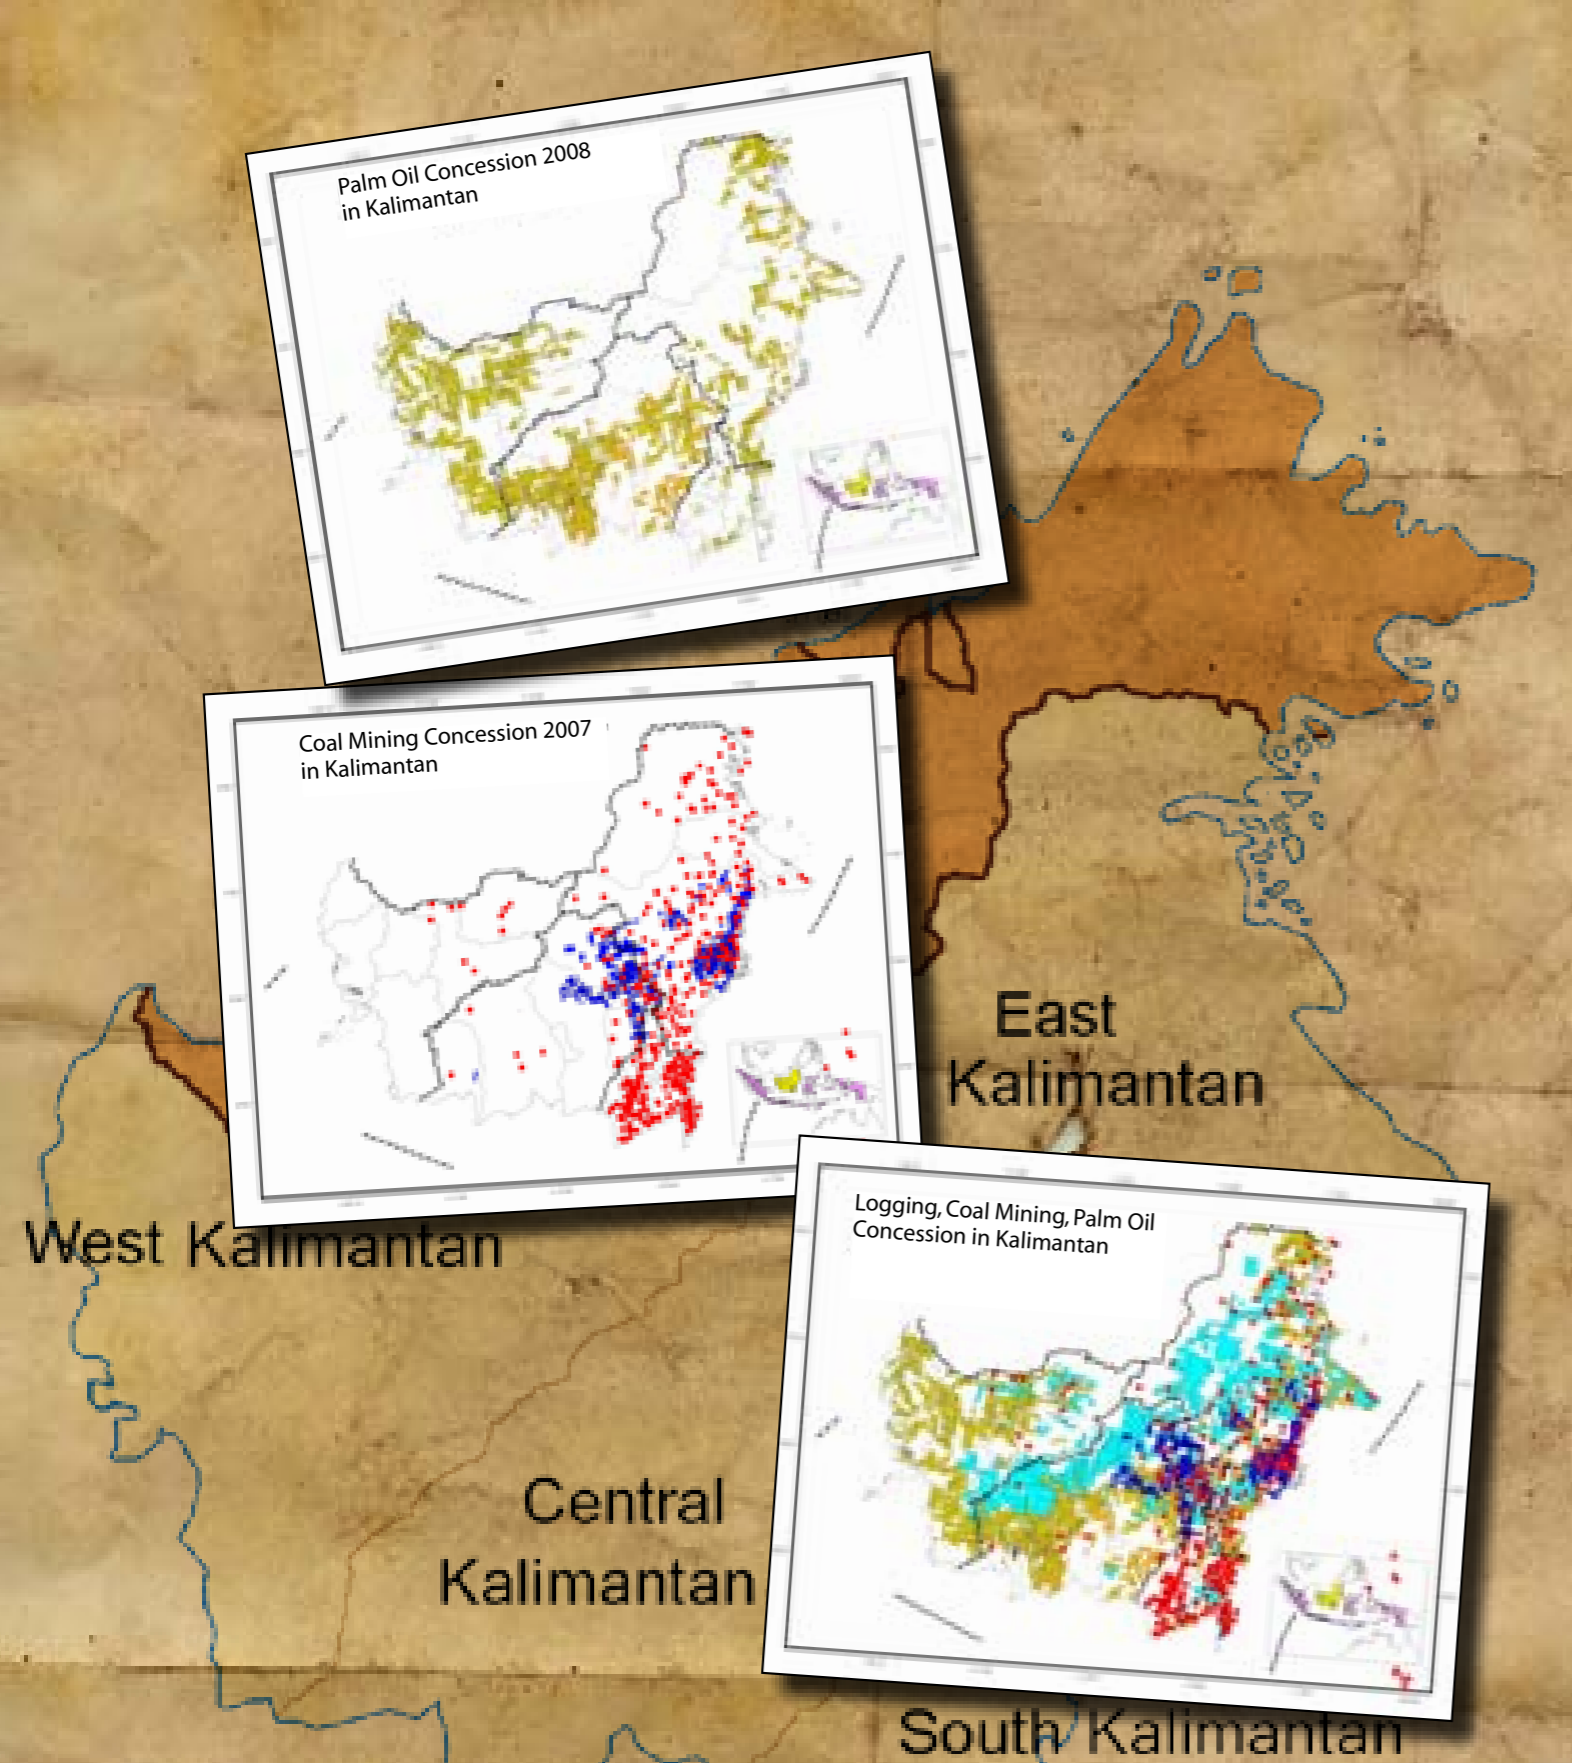 Palm Oil Concession 2008
in Kalimantan
Coal Mining Concession 2007
in Kalimantan
East
Kalimantan
Logging, Coal Mining, Palm Oil
Concession in Kalimantan
West Kalimantan
Central
Kalimantan
South Kalimantan